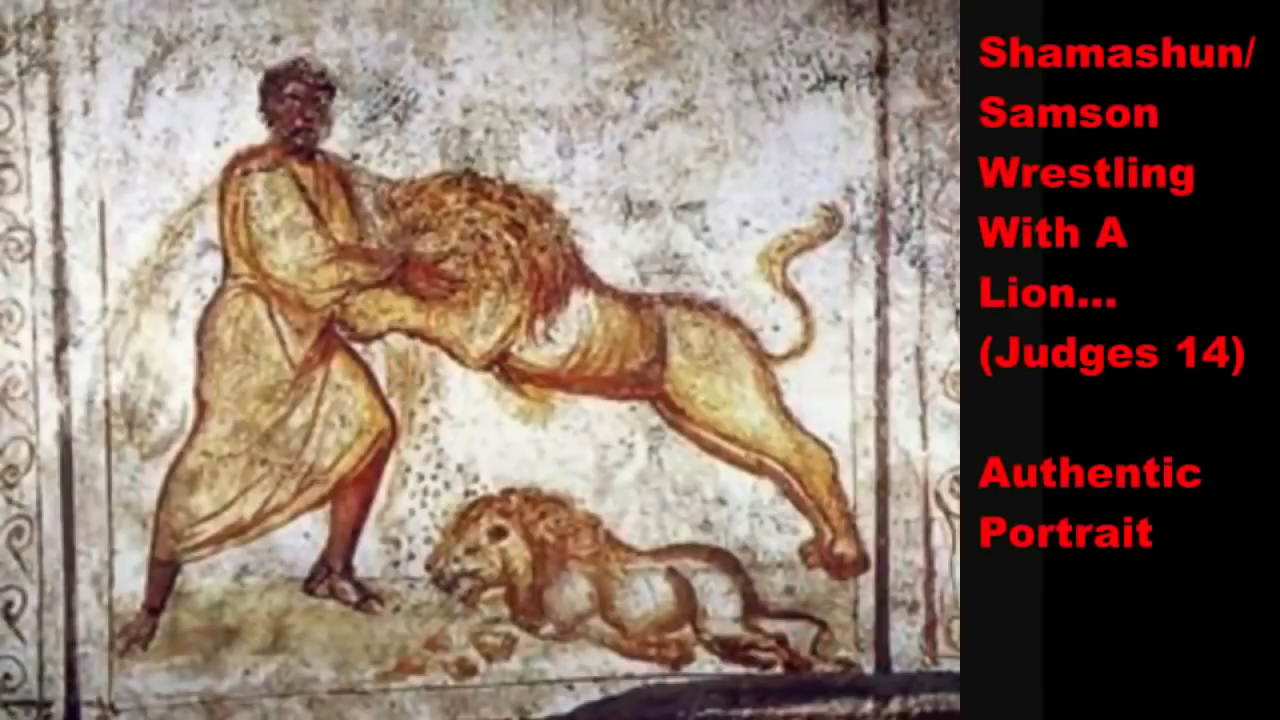 Shamashun/
Samson
Wrestling
With A
Lion...
(Judges 14)
Authentic
Portrait